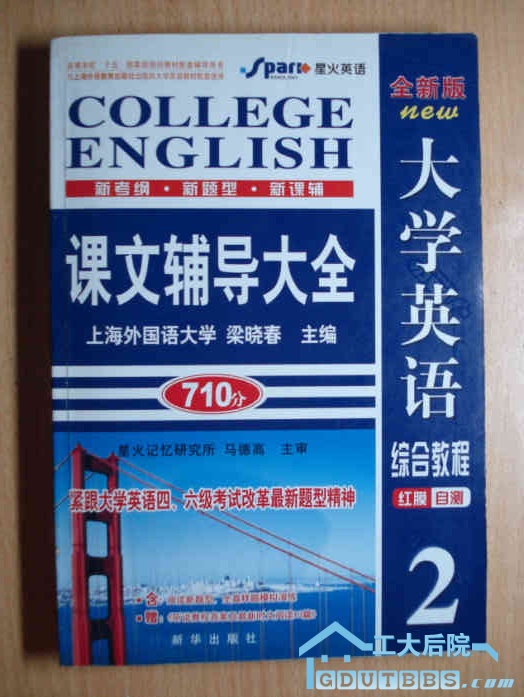 Spark 星火英语
COLLEGE
ENGLISH
新考纲·新题型·新课辅
课文辅导大全
上海外国语大学 梁晓春 主编
710分
星火记忆研究所 马德高 主审
紧跟大学英语四、六级考试改革最新题型精神
新华出版社
全新版
new
大学英语
综合教程
红膜 自测
2
工大后院
GDUTBBS.com